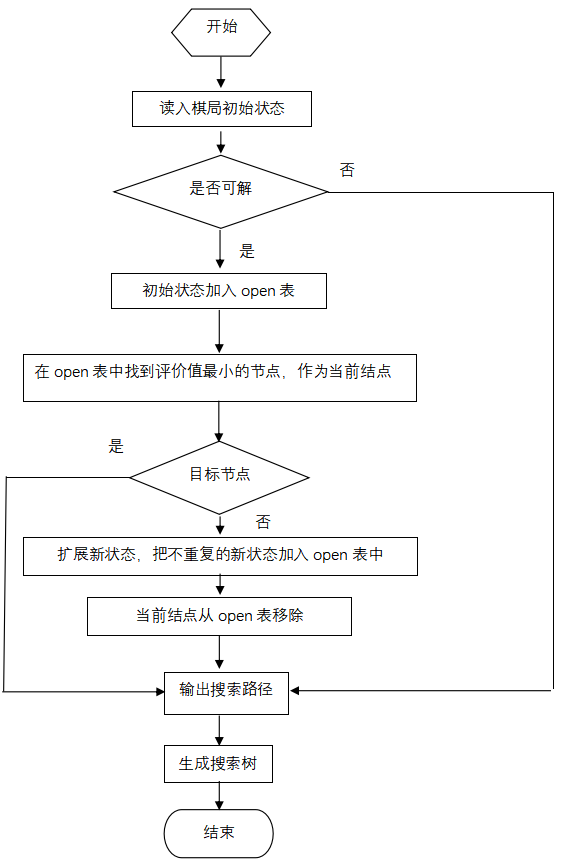 开始
读入棋局初始状态
是否可解
否
是
初始状态加入 open 表
在 open 表中找到评价值最小的节点，作为当前结点
是
目标节点
否
扩展新状态，把不重复的新状态加入 open 表中
当前结点从 open 表移除
输出搜索路径
生成搜索树
结束